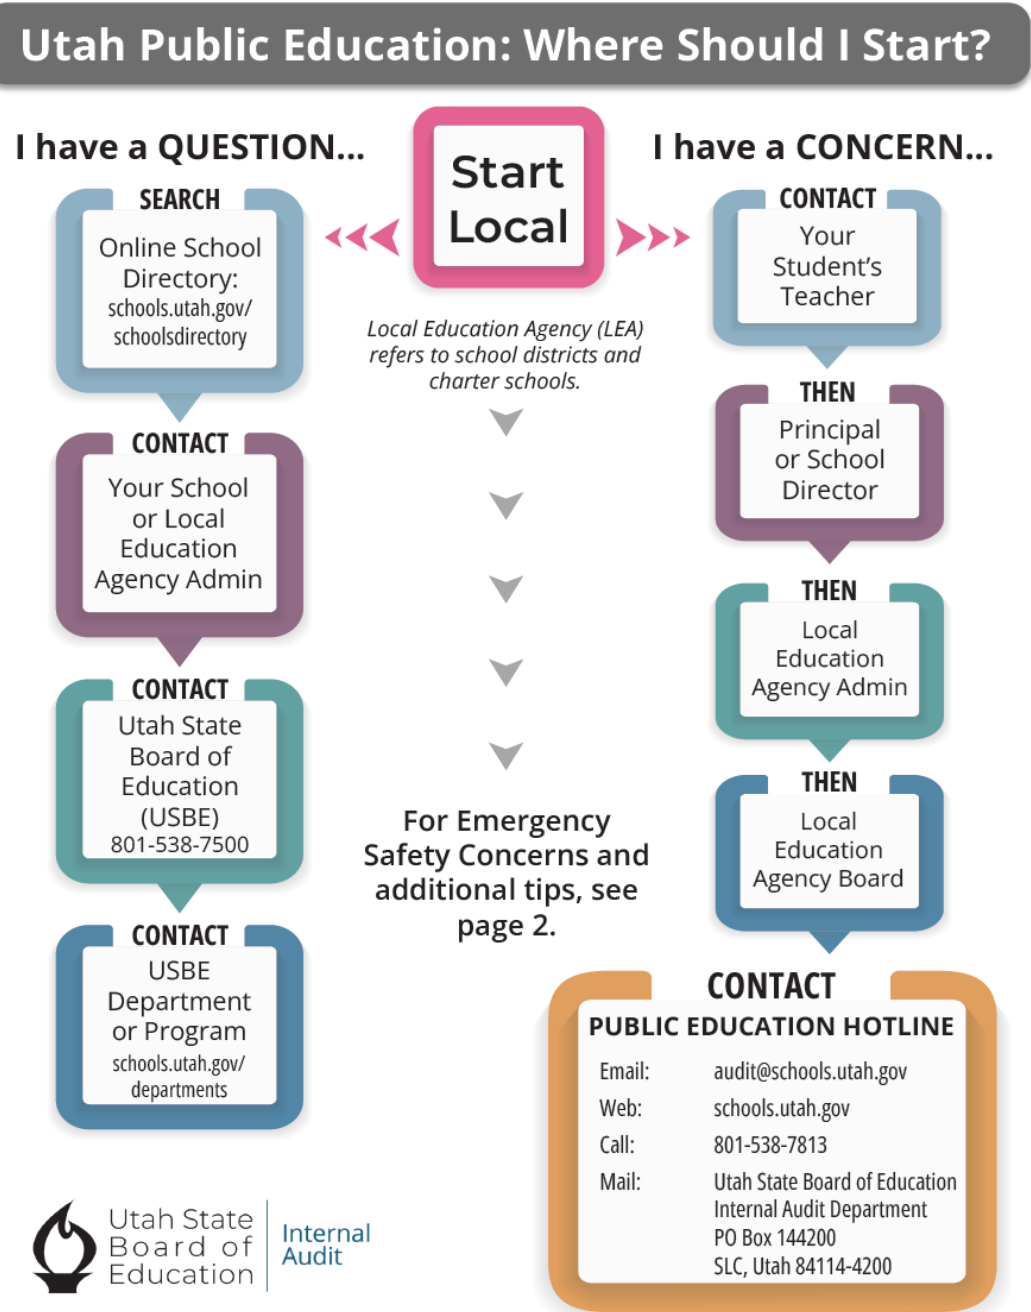 Utah Public Education: Where Should I Start?
I have a QUESTION...
SEARCH
Online School
Directory:
schools.utah.gov/
schoolsdirectory
CONTACT
Your School
or Local
Education
Agency Admin
CONTACT
Utah State
Board of
Education
(USBE)
801-538-7500
CONTACT
USBE
Department
or Program
schools.utah.gov/
departments
Start
Local
Local Education Agency (LEA)
refers to school districts and
charter schools.
For Emergency
Safety Concerns and
additional tips, see
page 2.
I have a CONCERN...
CONTACT
Your
Student's
Teacher
THEN
Principal
or School
Director
THEN
Local
Education
Agency Admin
THEN
Local
Education
Agency Board
CONTACT
PUBLIC EDUCATION HOTLINE
Email: audit@schools.utah.gov
Web: schools.utah.gov
Call: 801-538-7813
Mail: Utah State Board of Education
Internal Audit Department
PO Box 144200
SLC, Utah 84114-4200
Utah State
Board of
Education
Internal
Audit